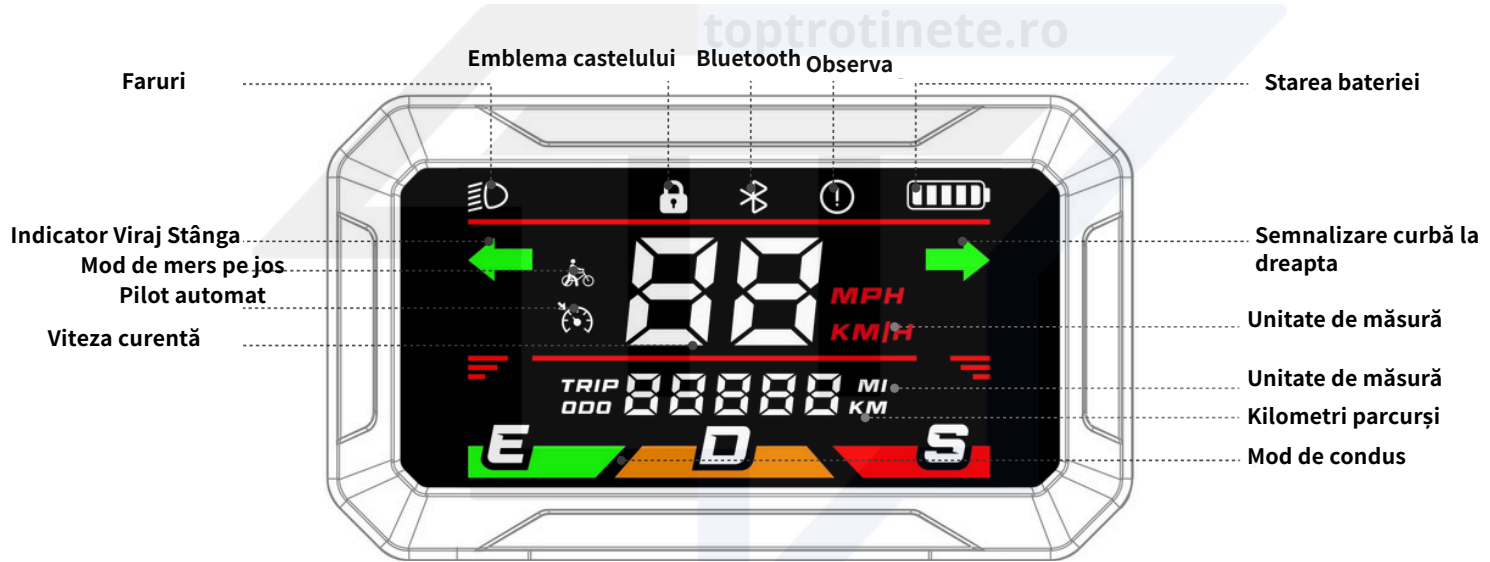 toptrotinete.ro
Emblema castelului
Bluetooth
Observa
Faruri
Starea bateriei
Indicator Viraj Stânga
Mod de mers pe jos
Pilot automat
Viteza curentă
Semnalizare curbă la
dreapta
Unitate de măsură
Unitate de măsură
Kilometri parcurși
Mod de condus
88
MPH
KM/H
TRIP
ODO
88888
MI
KM
E
D
S